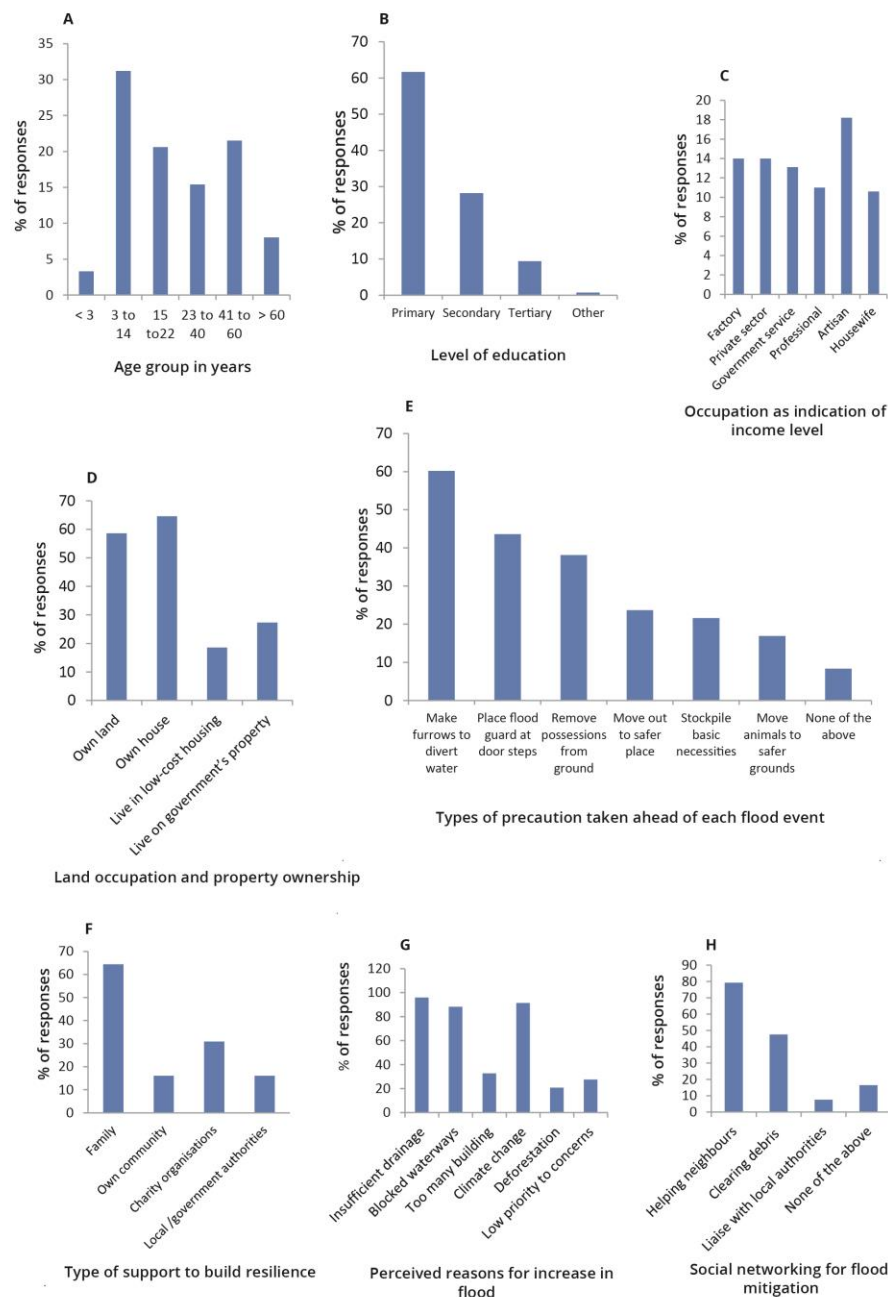 A
% of responses
35
30
25
20
15
10
5
0
< 3
3 to
14
15
to22
23 to
40
41 to
60
> 60
Age group in years
B
% of responses
70
60
50
40
30
20
10
0
Primary
Secondary
Tertiary
Other
Level of education
C
% of responses
20
18
16
14
12
10
8
6
4
2
0
Factory
Private sector
Government service
Professional
Artisan
Housewife
Occupation as indication of
income level
D
% of responses
70
60
50
40
30
20
10
0
Own land
Own house
Live in low-cost housing
Live on government's property
Land occupation and property ownership
E
% of responses
70
60
50
40
30
20
10
0
Make
furrows to
divert
water
Place flood
guard at
door steps
Remove
possessions
from
ground
Move out
to safer
place
Stockpile
basic
necessities
Move
animals to
safer
grounds
None of the
above
Types of precaution taken ahead of each flood event
F
% of responses
70
60
50
40
30
20
10
0
Family
Own community
Charity organisations
Local /government authorities
Type of support to build resilience
G
% of responses
120
100
80
60
40
20
0
Insufficient drainage
Blocked waterways
Too many building
Climate change
Deforestation
Low priority to concerns
Perceived reasons for increase in
flood
H
% of responses
90
80
70
60
50
40
30
20
10
0
Helping neighbours
Clearing debris
Liaise with local authorities
None of the above
Social networking for flood
mitigation